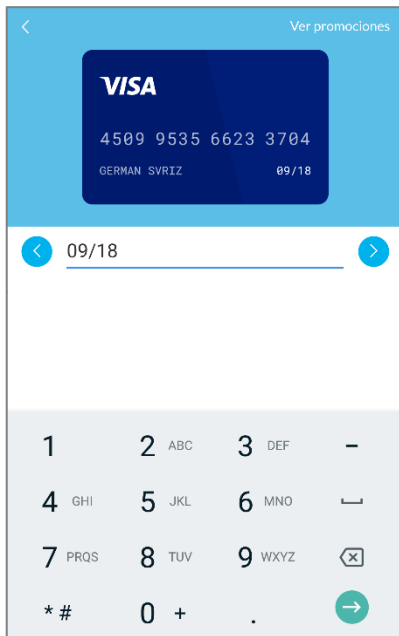 Ver promociones
VISA
4509 9535 6623 3704
GERMAN SVRIZ 09/18
09/18
1 2 ABC 3 DEF -
4 GHI 5 JKL 6 MNO
7 PRQS 8 TUV 9 WXYZ
* # 0 + .